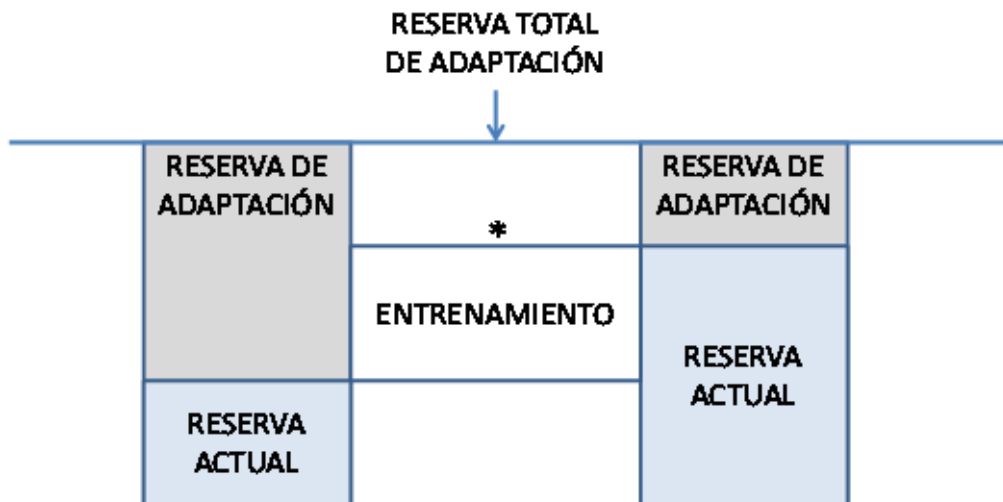 RESERVA TOTAL
DE ADAPTACIÓN
RESERVA DE
ADAPTACIÓN
RESERVA DE
ADAPTACIÓN
*
ENTRENAMIENTO
RESERVA
ACTUAL
RESERVA
ACTUAL